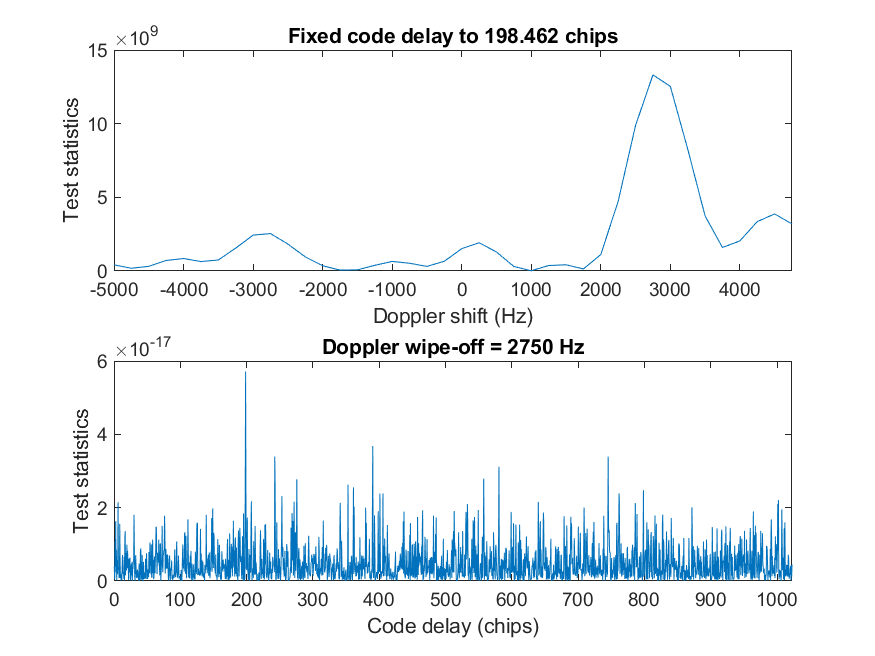 ×10^9
Fixed code delay to 198.462 chips
15
10
5
0
Test statistics
-5000 -4000 -3000 -2000 -1000 0 1000 2000 3000 4000
Doppler shift (Hz)
×10^-17
Doppler wipe-off = 2750 Hz
6
4
2
0
Test statistics
0 100 200 300 400 500 600 700 800 900 1000
Code delay (chips)